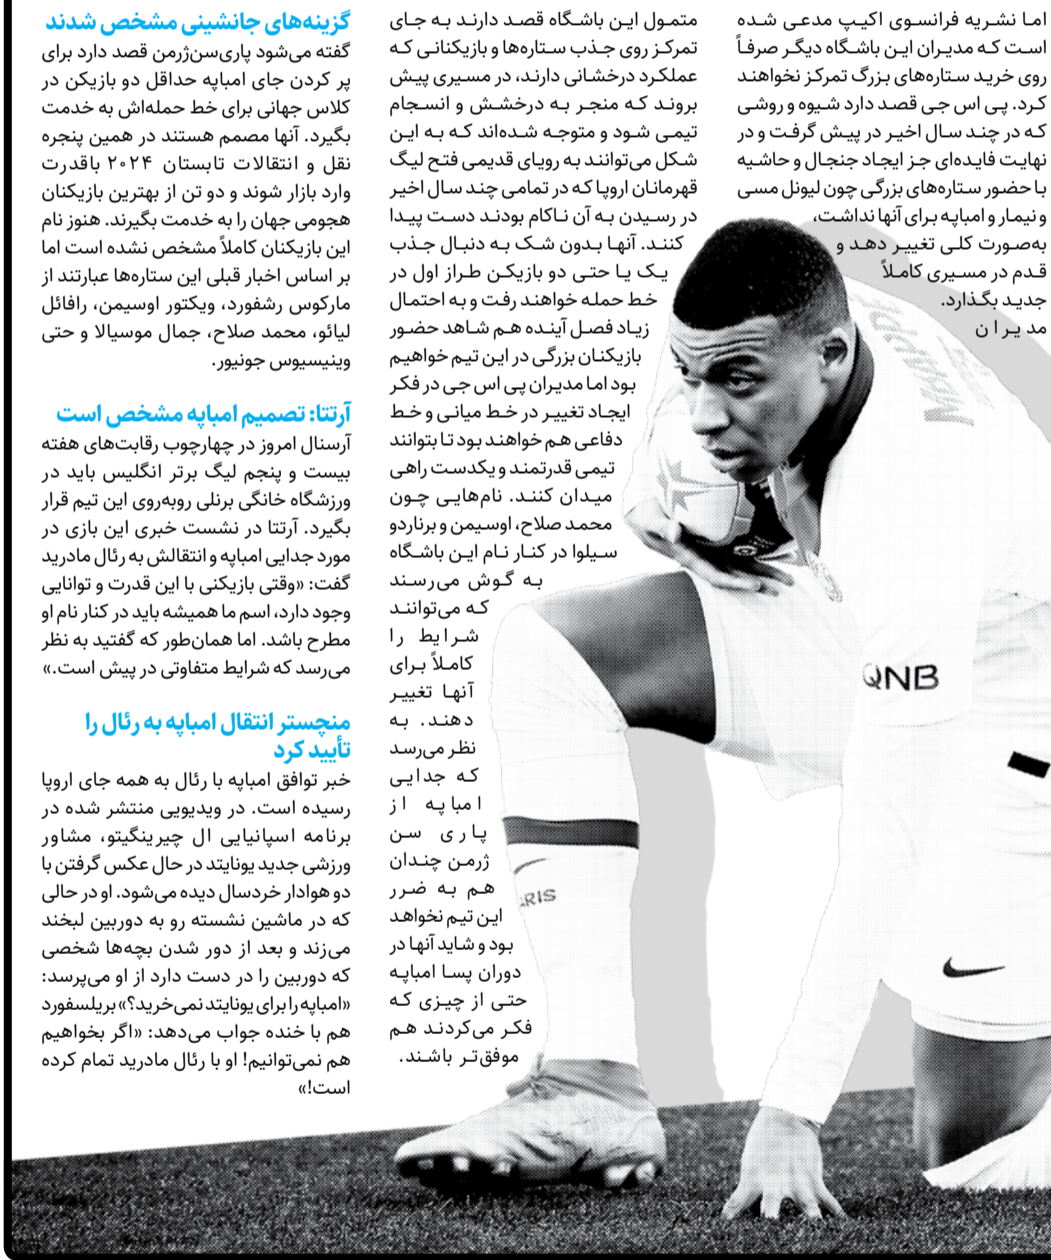 اما نشریه فرانسوی اکیپ مدعی شده
است که مدیران این باشگاه دیگر صرفاً
روی خرید ستاره‌های بزرگ تمرکز نخواهند
کرد. پی اس جی قصد دارد شیوه و روشی
که در چند سال اخیر در پیش گرفت و در
نهایت فایده‌ای جز ایجاد جنجال و حاشیه
با حضور ستاره‌های بزرگی چون لیونل مسی
و نیمار و امباپه برای آنها نداشت،
به‌صورت کلی تغییر دهد و
قدم در مسیری کاملاً
جدید بگذارد.
مدیران
متمول این باشگاه قصد دارند به جای
تمرکز روی جذب ستاره‌ها و بازیکنانی که
عملکرد درخشانی دارند، در مسیری پیش
بروند که منجر به درخشش و انسجام
تیمی شود و متوجه شده‌اند که به این
شکل می‌توانند به رویای قدیمی فتح لیگ
قهرمانان اروپا که در تمامی چند سال اخیر
در رسیدن به آن ناکام بودند دست پیدا
کنند. آنها بدون شک به دنبال جذب
یک یا حتی دو بازیکن طراز اول در
خط حمله خواهند رفت و به احتمال
زیاد فصل آینده هم شاهد حضور
بازیکنان بزرگی در این تیم خواهیم
بود اما مدیران پی اس جی در فکر
ایجاد تغییر در خط میانی و خط
دفاعی هم خواهند بود تا بتوانند
تیمی قدرتمند و یکدست راهی
میدان کنند. نام‌هایی چون
محمد صلاح، اوسیمن و برناردو
سیلوا در کنار نام این باشگاه
به گوش می‌رسند
که می‌توانند
شرایط را
کاملاً برای
آنها تغییر
دهند. به
نظر می‌رسد
که جدایی
امباپه از
پاری سن
ژرمن چندان
هم به ضرر
این تیم نخواهد
بود و شاید آنها در
دوران پسا امباپه
حتی از چیزی که
فکر می‌کردند هم
موفق‌تر باشند.
گزینه‌های جانشینی مشخص شدند
گفته می‌شود پاری‌سن‌ژرمن قصد دارد برای
پر کردن جای امباپه حداقل دو بازیکن در
کلاس جهانی برای خط حمله‌اش به خدمت
بگیرد. آنها مصمم هستند در همین پنجره
نقل و انتقالات تابستان ۲۰۲۴ باقدرت
وارد بازار شوند و دو تن از بهترین بازیکنان
هجومی جهان را به خدمت بگیرند. هنوز نام
این بازیکنان کاملاً مشخص نشده است اما
بر اساس اخبار قبلی این ستاره‌ها عبارتند از
مارکوس رشفورد، ویکتور اوسیمن، رافائل
لیائو، محمد صلاح، جمال موسیالا و حتی
وینیسیوس جونیور.
آرتتا: تصمیم امباپه مشخص است
آرسنال امروز در چهارچوب رقابت‌های هفته
بیست و پنجم لیگ برتر انگلیس باید در
ورزشگاه خانگی برنلی روبه‌روی این تیم قرار
بگیرد. آرتتا در نشست خبری این بازی در
مورد جدایی امباپه و انتقالش به رئال مادرید
گفت: «وقتی بازیکنی با این قدرت و توانایی
وجود دارد، اسم ما همیشه باید در کنار نام او
مطرح باشد. اما همان‌طور که گفتید به نظر
می‌رسد که شرایط متفاوتی در پیش است.»
منچستر انتقال امباپه به رئال را
تأیید کرد
خبر توافق امباپه با رئال به همه جای اروپا
رسیده است. در ویدیویی منتشر شده در
برنامه اسپانیایی ال چیرینگیتو، مشاور
ورزشی جدید یونایتد در حال عکس گرفتن با
دو هوادار خردسال دیده می‌شود. او در حالی
که در ماشین نشسته رو به دوربین لبخند
می‌زند و بعد از دور شدن بچه‌ها شخصی
که دوربین را در دست دارد از او می‌پرسد:
«امباپه را برای یونایتد نمی‌خرید؟» بریلسفورد
هم با خنده جواب می‌دهد: «اگر بخواهیم
هم نمی‌توانیم! او با رئال مادرید تمام کرده
است!»
MBAPPE
QNB